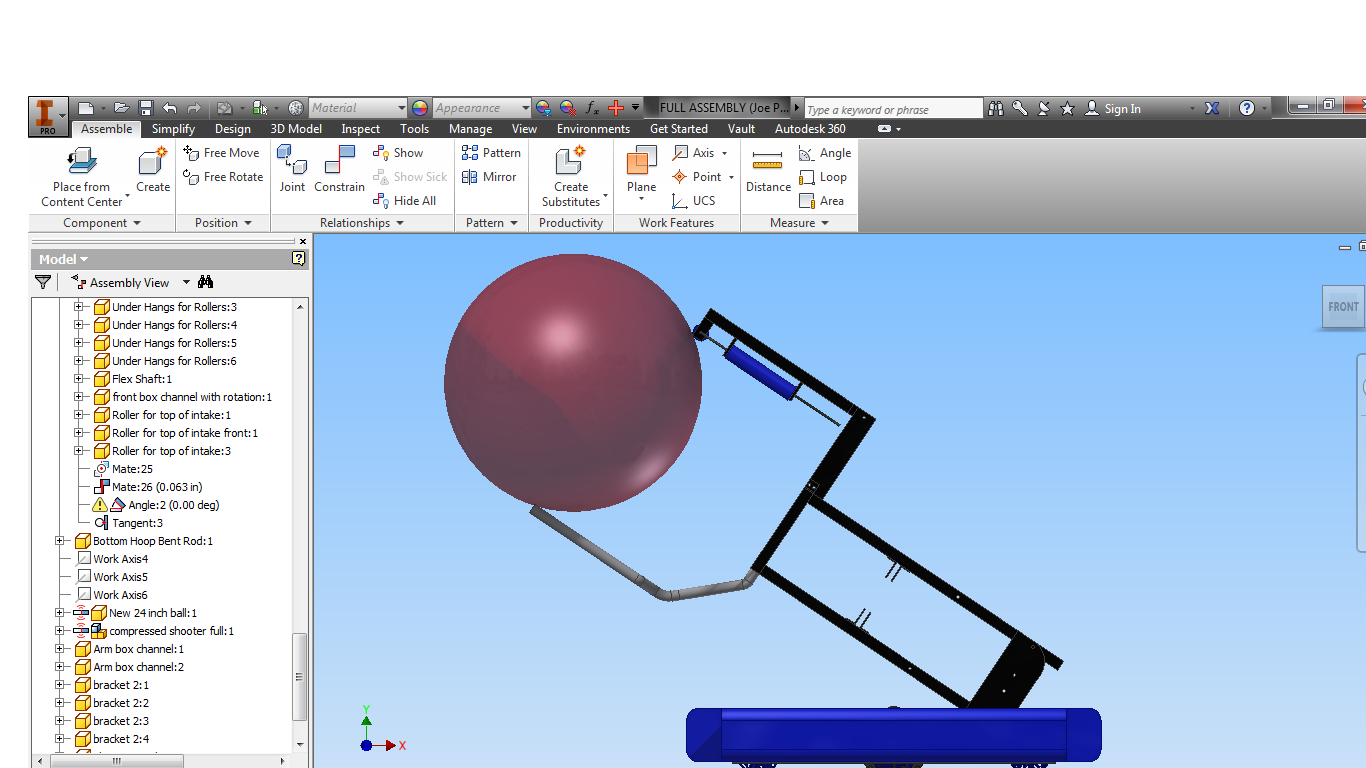 Material
Appearance
fx
FULL ASSEMBLY (Joe P...
Type a keyword or phrase
Sign In
PRO
Assemble
Simplify
Design
3D Model
Inspect
Tools
Manage
View
Environments
Get Started
Vault
Autodesk 360
Place from
Content Center
Create
Free Move
Free Rotate
Joint
Constrain
Show
Show Sick
Hide All
Pattern
Mirror
Create
Substitutes
Plane
Axis
Point
UCS
Distance
Angle
Loop
Area
Component
Position
Relationships
Pattern
Productivity
Work Features
Measure
Model
Assembly View
Under Hangs for Rollers:3
Under Hangs for Rollers:4
Under Hangs for Rollers:5
Under Hangs for Rollers:6
Flex Shaft:1
front box channel with rotation:1
Roller for top of intake:1
Roller for top of intake front:1
Roller for top of intake:3
Mate:25
Mate:26 (0.063 in)
Angle:2 (0.00 deg)
Tangent:3
Bottom Hoop Bent Rod:1
Work Axis4
Work Axis5
Work Axis6
New 24 inch ball:1
compressed shooter full:1
Arm box channel:1
Arm box channel:2
bracket 2:1
bracket 2:2
bracket 2:3
bracket 2:4
FRONT
Y
X